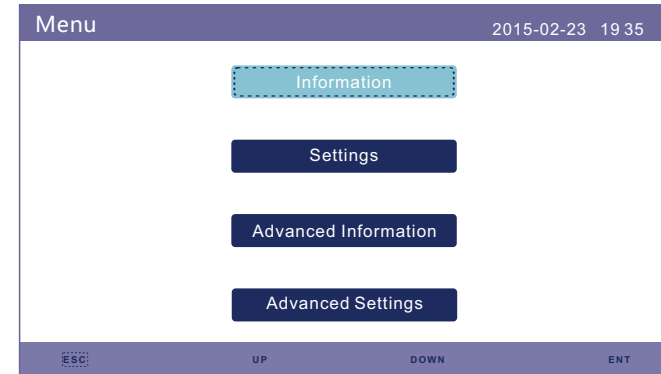 Menu 2015-02-23 19 35
Information
Settings
Advanced Information
Advanced Settings
ESC UP DOWN ENT